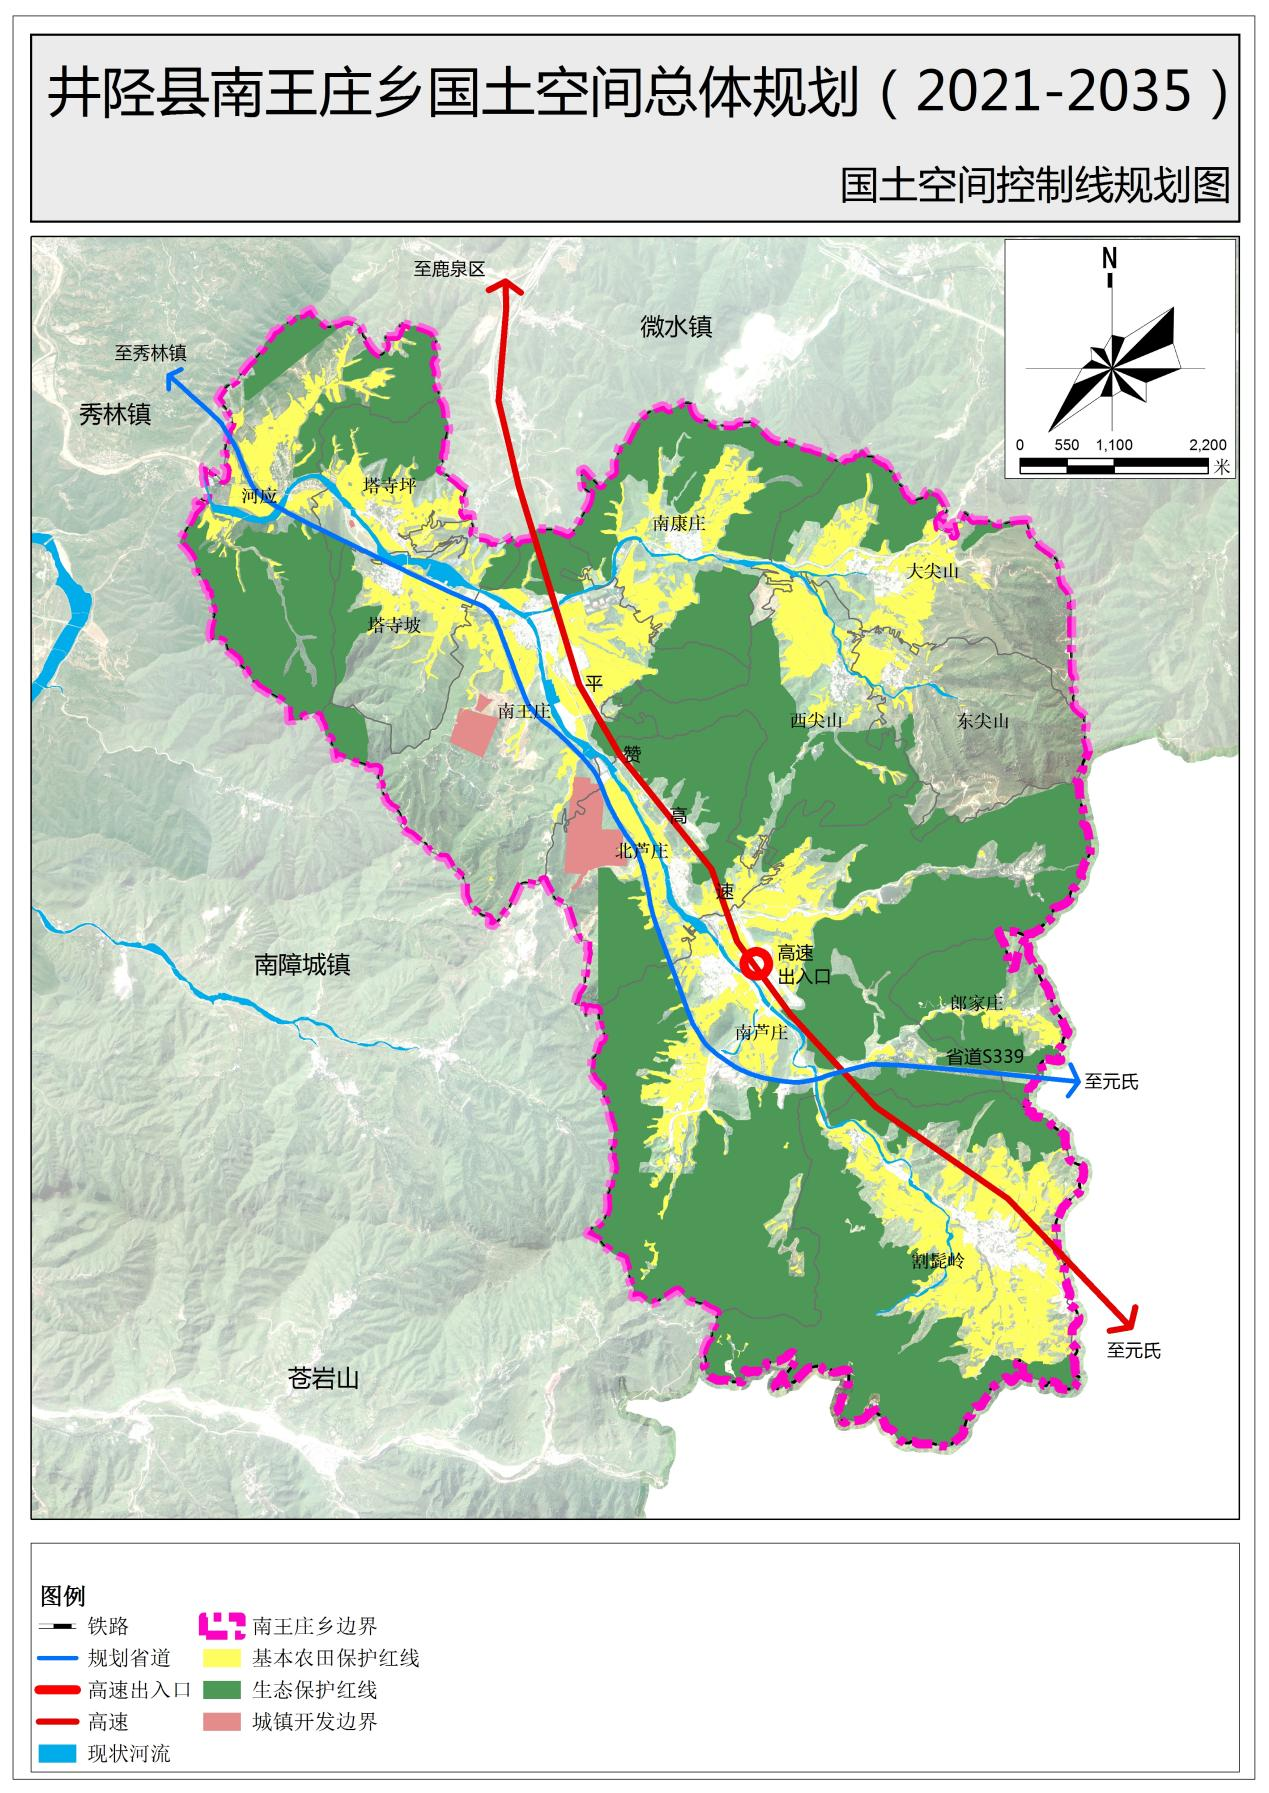 井陉县南王庄乡国土空间总体规划（2021-2035）
国土空间控制线规划图
至鹿泉区
微水镇
N
0 550 1,100 2,200
米
至秀林镇
秀林镇
河应
塔寺坪
南康庄
大尖山
塔寺坡
平
南王庄
西尖山
东尖山
赞
高
北芦庄
速
高速
出入口
南障城镇
郎家庄
南芦庄
省道S339
至元氏
割髭岭
至元氏
苍岩山
图例
铁路
规划省道
高速出入口
高速
现状河流
南王庄乡边界
基本农田保护红线
生态保护红线
城镇开发边界